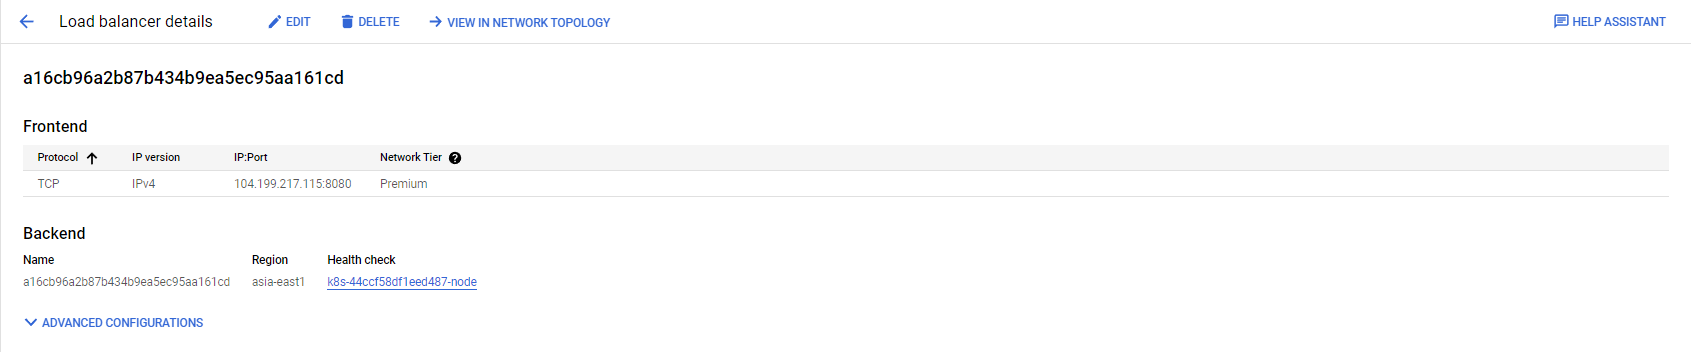 Load balancer details EDIT DELETE VIEW IN NETWORK TOPOLOGY HELP ASSISTANT
a16cb96a2b87b434b9ea5ec95aa161cd
Frontend
Protocol IP version IP:Port Network Tier ?
TCP IPv4 104.199.217.115:8080 Premium
Backend
Name Region Health check
a16cb96a2b87b434b9ea5ec95aa161cd asia-east1 k8s-44ccf58df1eed487-node
ADVANCED CONFIGURATIONS